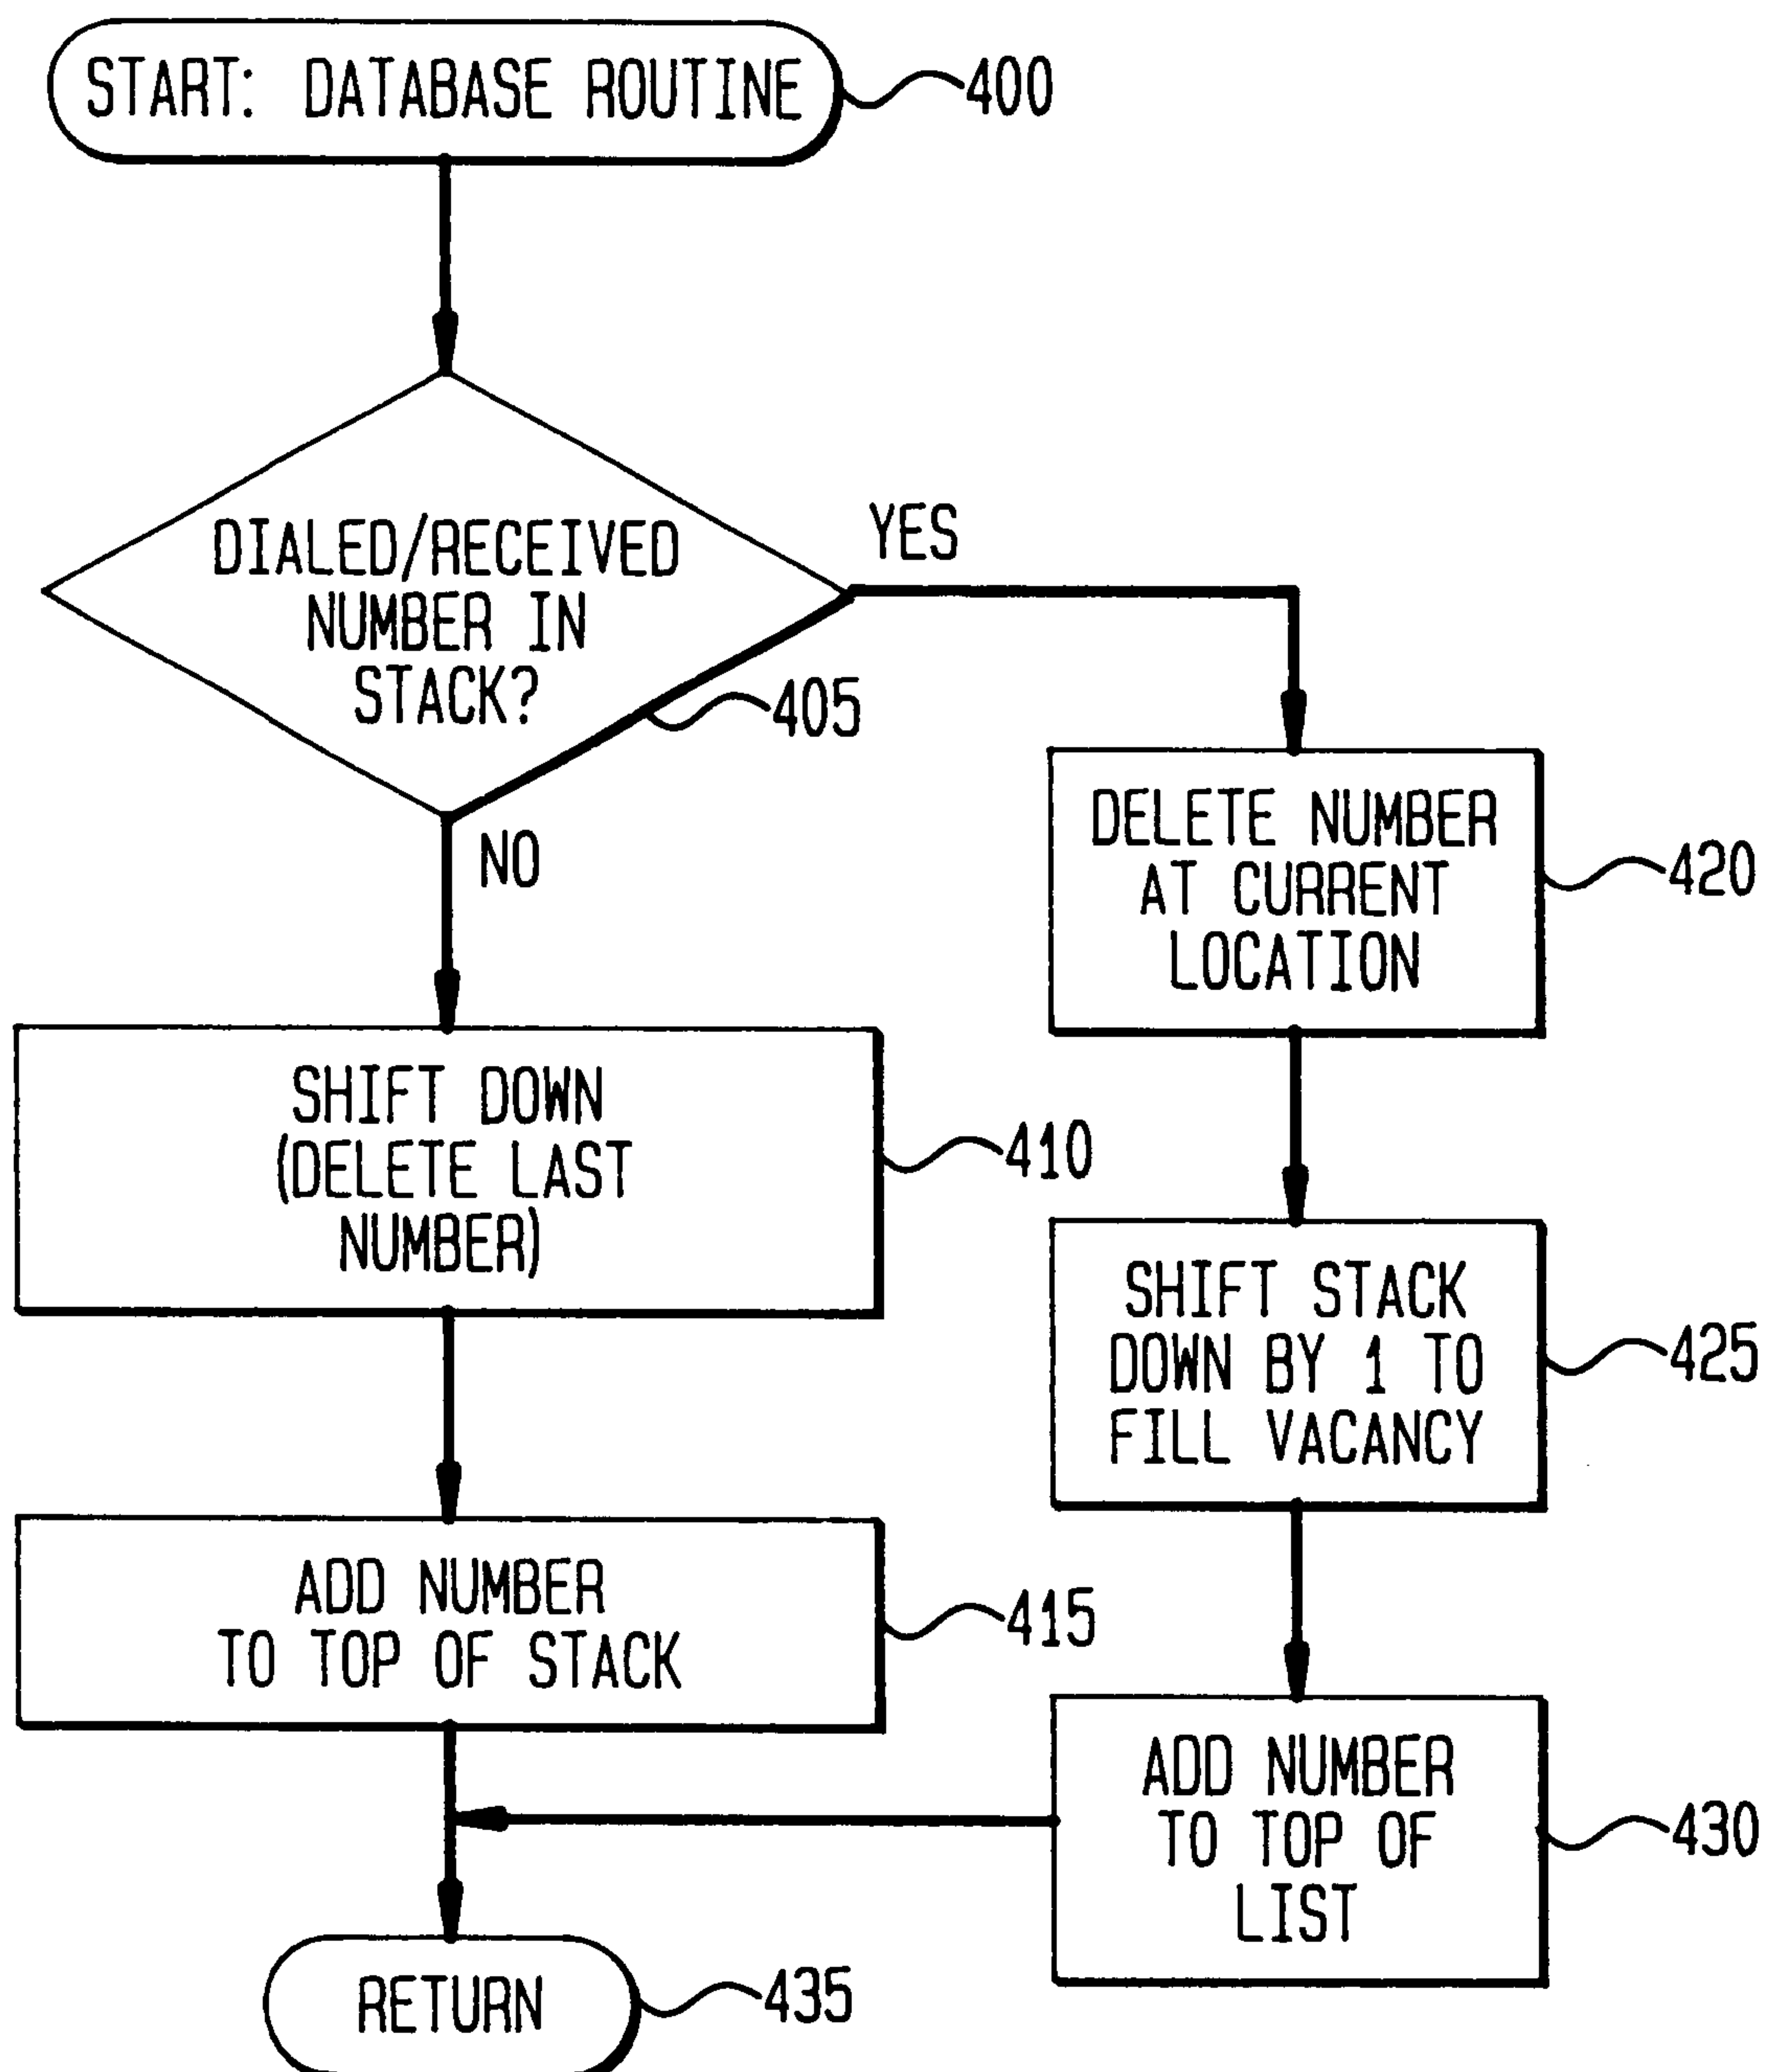 START: DATABASE ROUTINE
400
DIALED/RECEIVED
NUMBER IN
STACK?
405
YES
NO
DELETE NUMBER
AT CURRENT
LOCATION
420
SHIFT DOWN
(DELETE LAST
NUMBER)
410
SHIFT STACK
DOWN BY 1 TO
FILL VACANCY
425
ADD NUMBER
TO TOP OF STACK
415
ADD NUMBER
TO TOP OF
LIST
430
RETURN
435